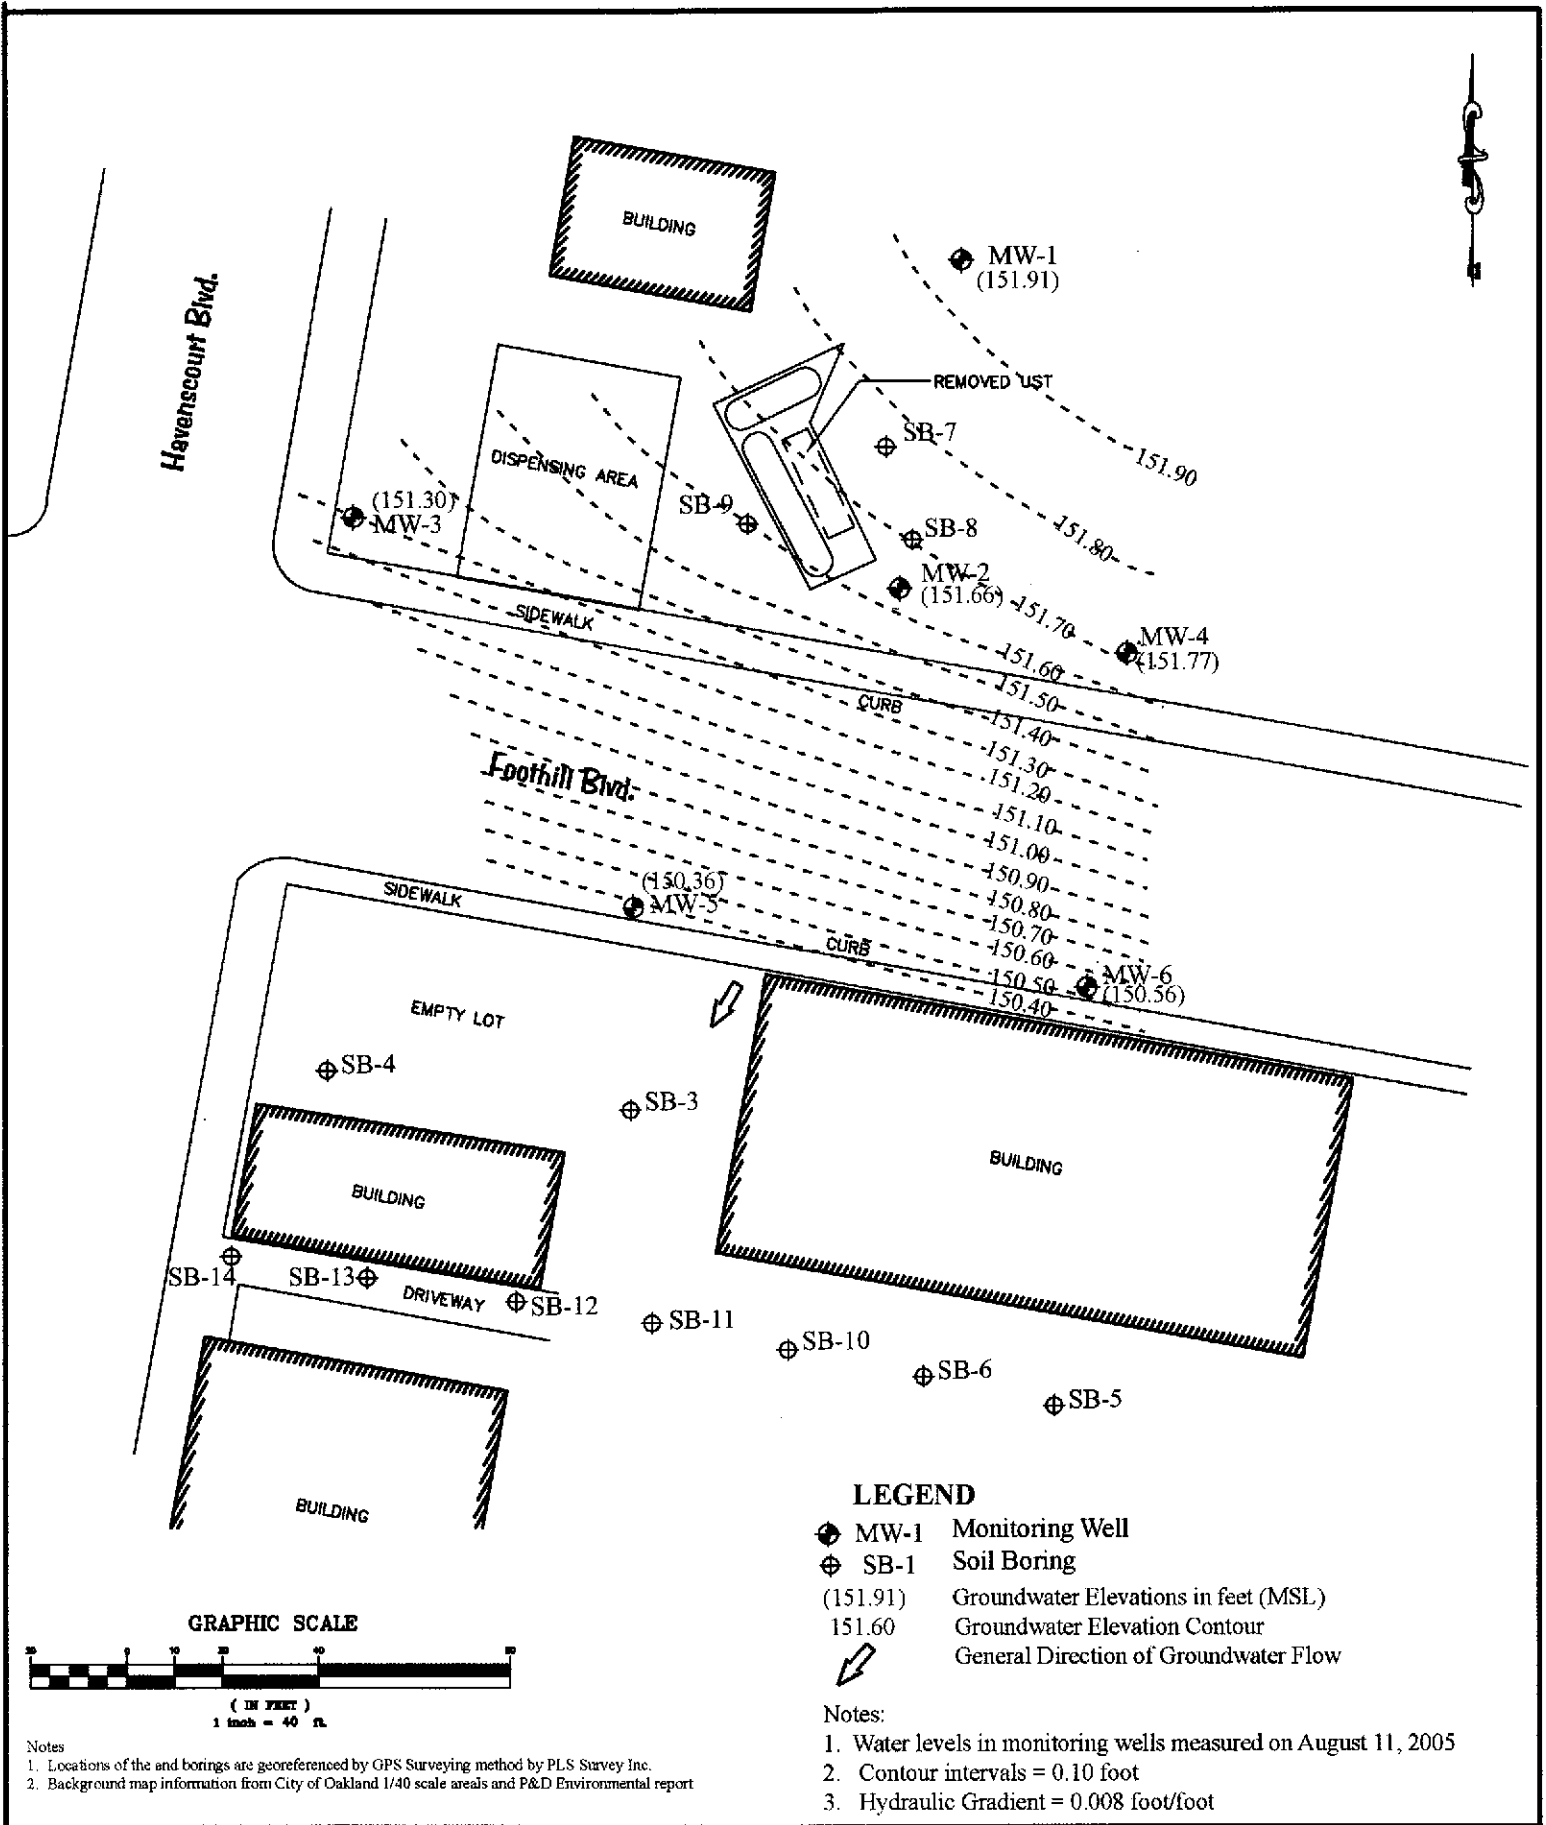 BUILDING
MW-1
(151.91)
Havenscourt Blvd.
REMOVED UST
SB-7
DISPENSING AREA
151.90
(151.30)
MW-3
SB-9
SB-8
151.80
MW-2
(151.66)
151.70
SIDEWALK
MW-4
(151.77)
151.60
151.50
CURB
151.40
151.30
151.20
Foothill Blvd.
151.10
151.00
150.90
150.80
150.70
150.60
150.50
150.40
(150.36)
MW-5
SIDEWALK
CURB
MW-6
(150.56)
EMPTY LOT
SB-4
SB-3
BUILDING
BUILDING
SB-14
SB-13
DRIVEWAY
SB-12
SB-11
SB-10
SB-6
SB-5
BUILDING
LEGEND
MW-1 Monitoring Well
SB-1 Soil Boring
(151.91) Groundwater Elevations in feet (MSL)
151.60 Groundwater Elevation Contour
General Direction of Groundwater Flow
GRAPHIC SCALE
0 10 20 40
( IN FEET )
1 inch = 40 ft.
Notes
1. Locations of the and borings are georeferenced by GPS Surveying method by PLS Survey Inc.
2. Background map information from City of Oakland 1/40 scale areals and P&D Environmental report
Notes:
1. Water levels in monitoring wells measured on August 11, 2005
2. Contour intervals = 0.10 foot
3. Hydraulic Gradient = 0.008 foot/foot